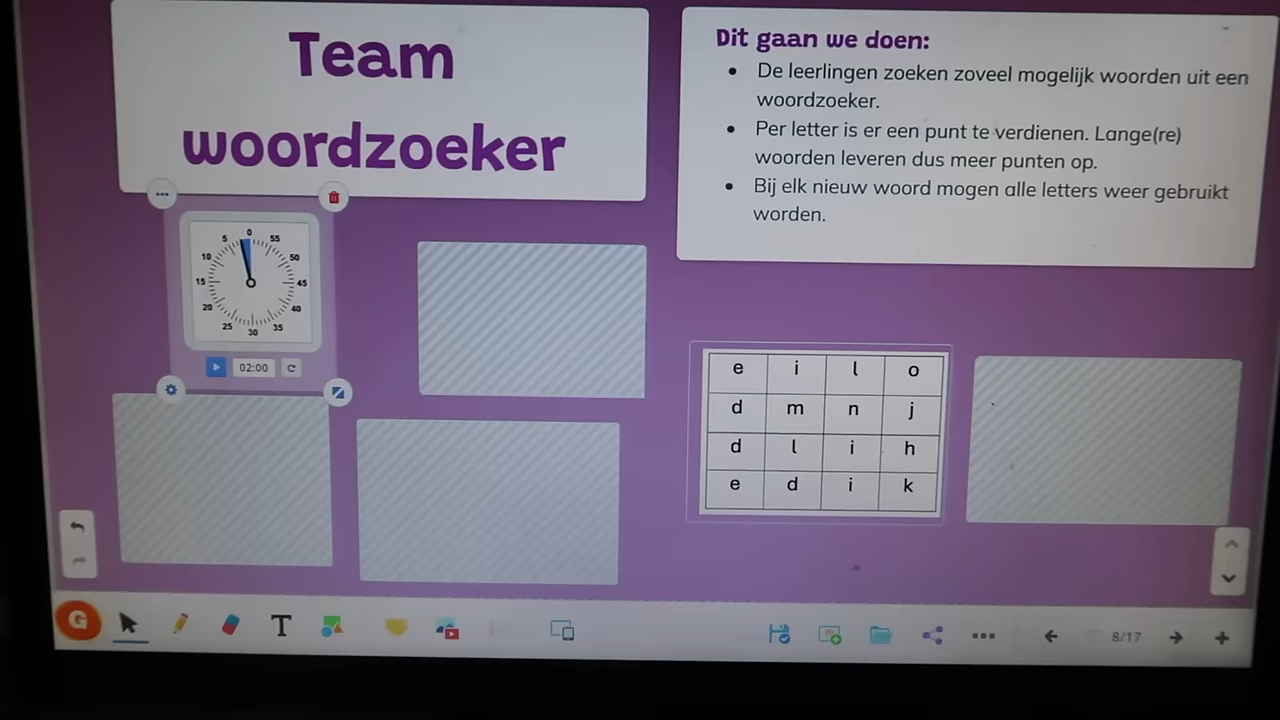 Team
woordzoeker
Dit gaan we doen:
• De leerlingen zoeken zoveel mogelijk woorden uit een
woordzoeker.
• Per letter is er een punt te verdienen. Lange(re)
woorden leveren dus meer punten op.
• Bij elk nieuw woord mogen alle letters weer gebruikt
worden.
0
5 55
10 50
15 45
20 40
25 35
30
02:00
e i l o
d m n j
d l i h
e d i k
G
T
8/17